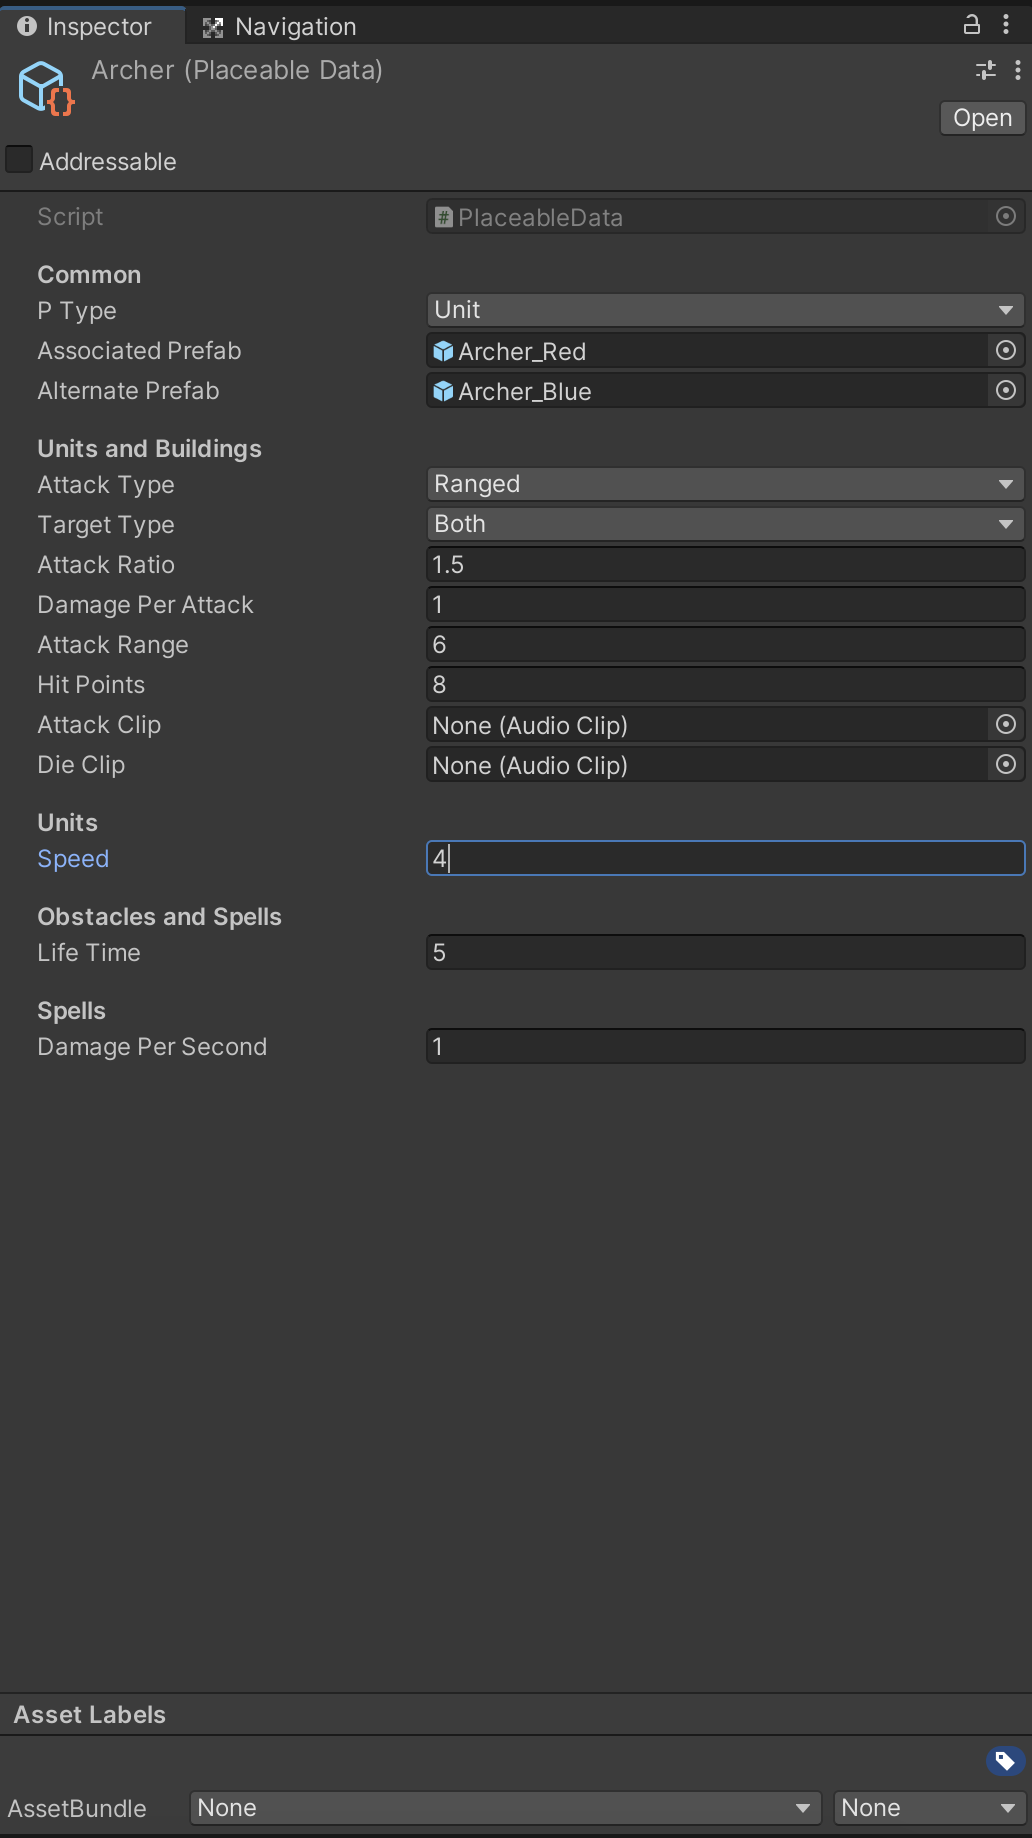 Inspector Navigation
Archer (Placeable Data)
Open
Addressable
Script # PlaceableData
Common
P Type Unit
Associated Prefab Archer_Red
Alternate Prefab Archer_Blue
Units and Buildings
Attack Type Ranged
Target Type Both
Attack Ratio 1.5
Damage Per Attack 1
Attack Range 6
Hit Points 8
Attack Clip None (Audio Clip)
Die Clip None (Audio Clip)
Units
Speed 4
Obstacles and Spells
Life Time 5
Spells
Damage Per Second 1
Asset Labels
AssetBundle None None